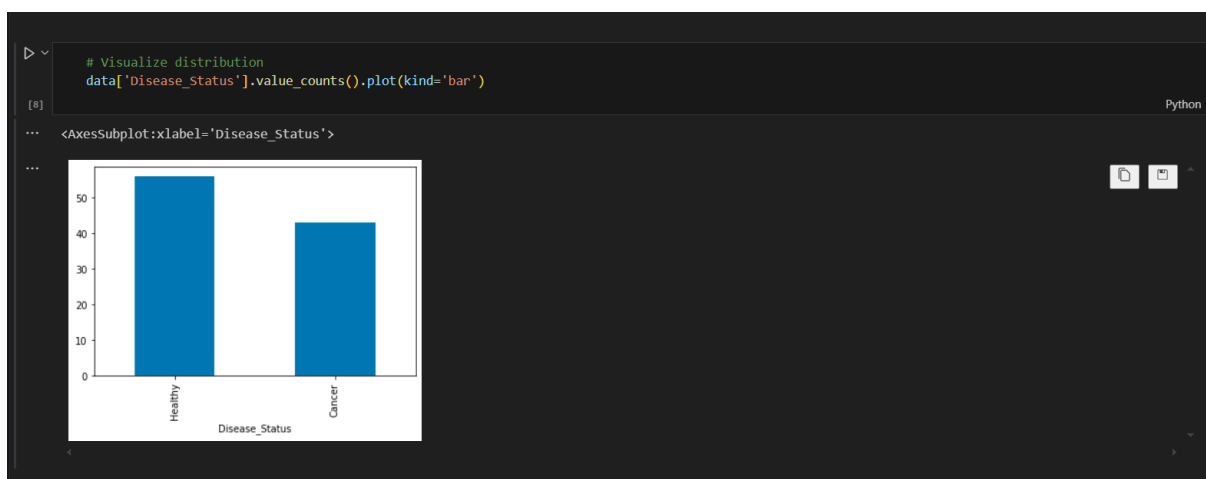 # Visualize distribution
data['Disease_Status'].value_counts().plot(kind='bar')
[8]
Python
<AxesSubplot:xlabel='Disease_Status'>
50
40
30
20
10
0
Healthy
Cancer
Disease_Status